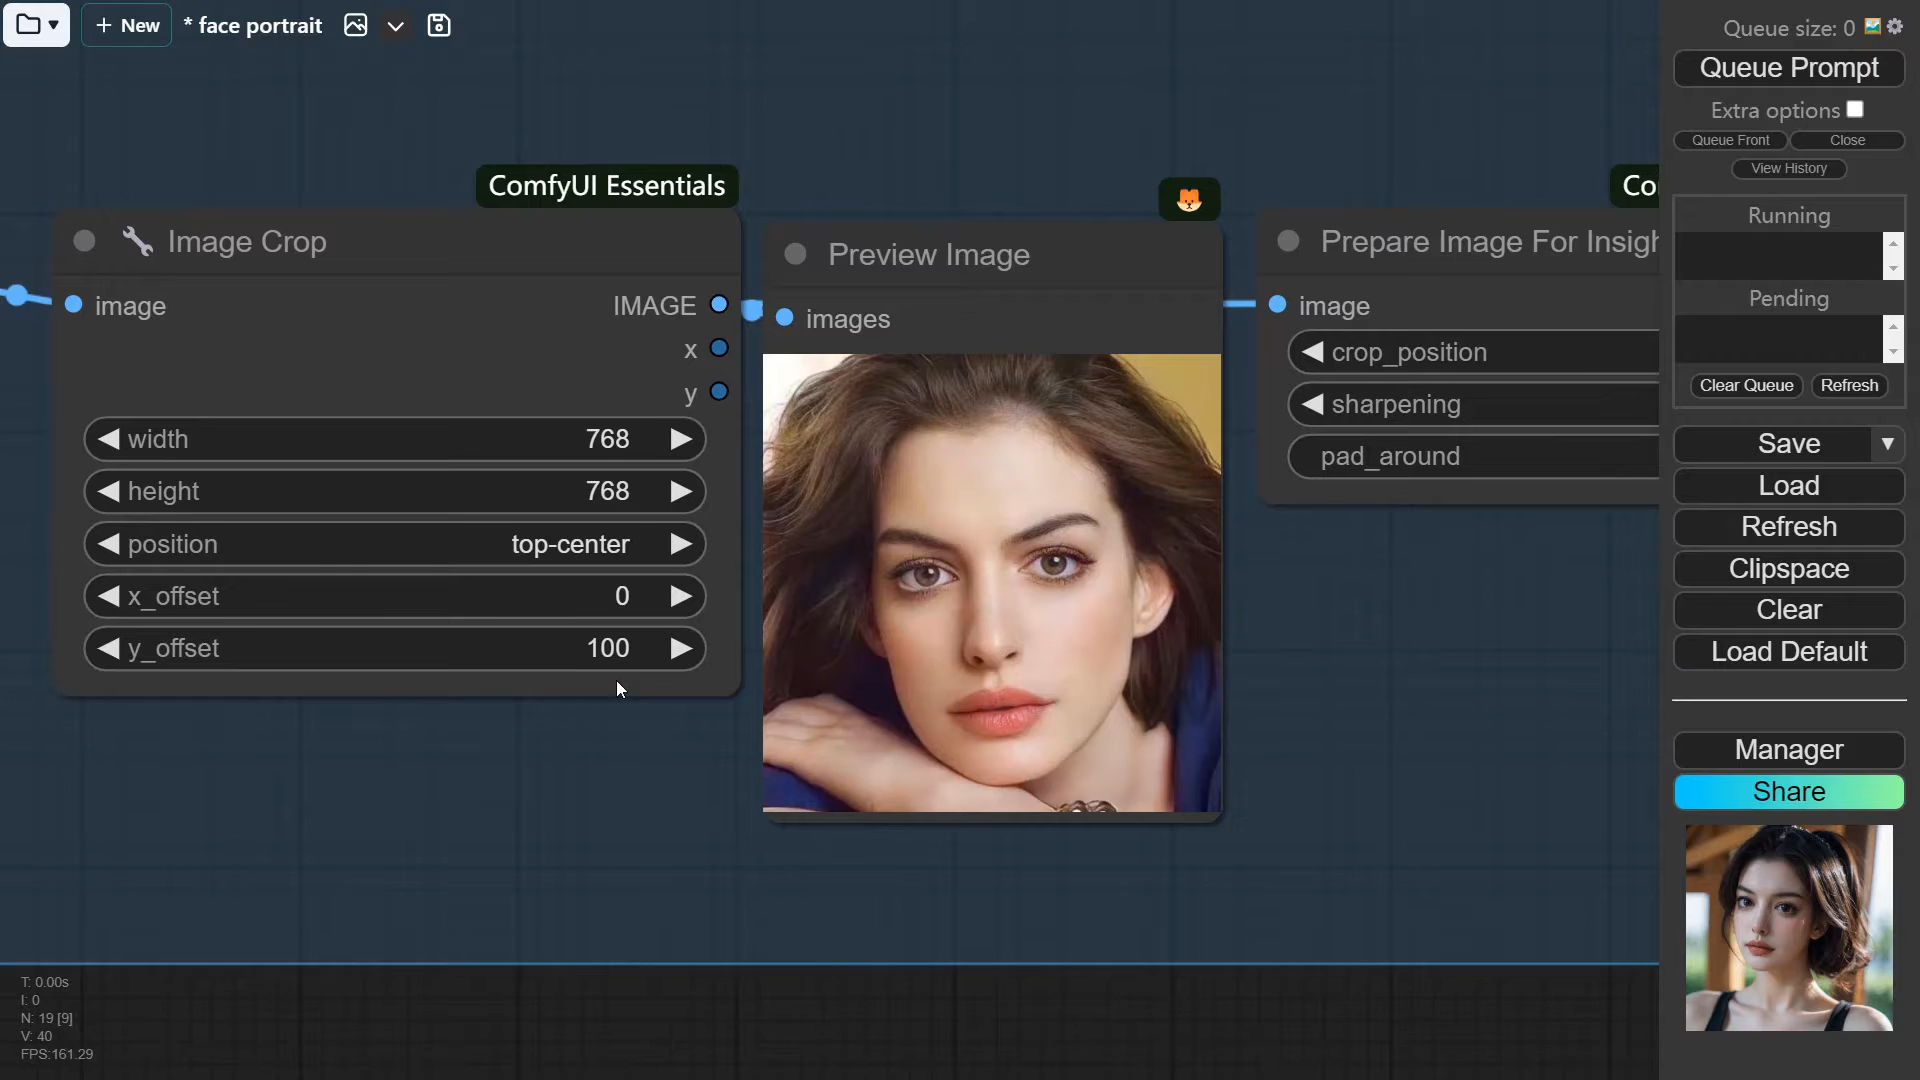 New
* face portrait
Queue size: 0
Queue Prompt
Extra options
Queue Front
Close
View History
Running
Pending
Clear Queue
Refresh
Save
Load
Refresh
Clipspace
Clear
Load Default
Manager
Share
ComfyUI Essentials
Image Crop
image
IMAGE
x
y
width 768
height 768
position top-center
x_offset 0
y_offset 100
Preview Image
images
Co
Prepare Image For Insigh
image
crop_position
sharpening
pad_around
T: 0.00s
I: 0
N: 19 [9]
V: 40
FPS:161.29